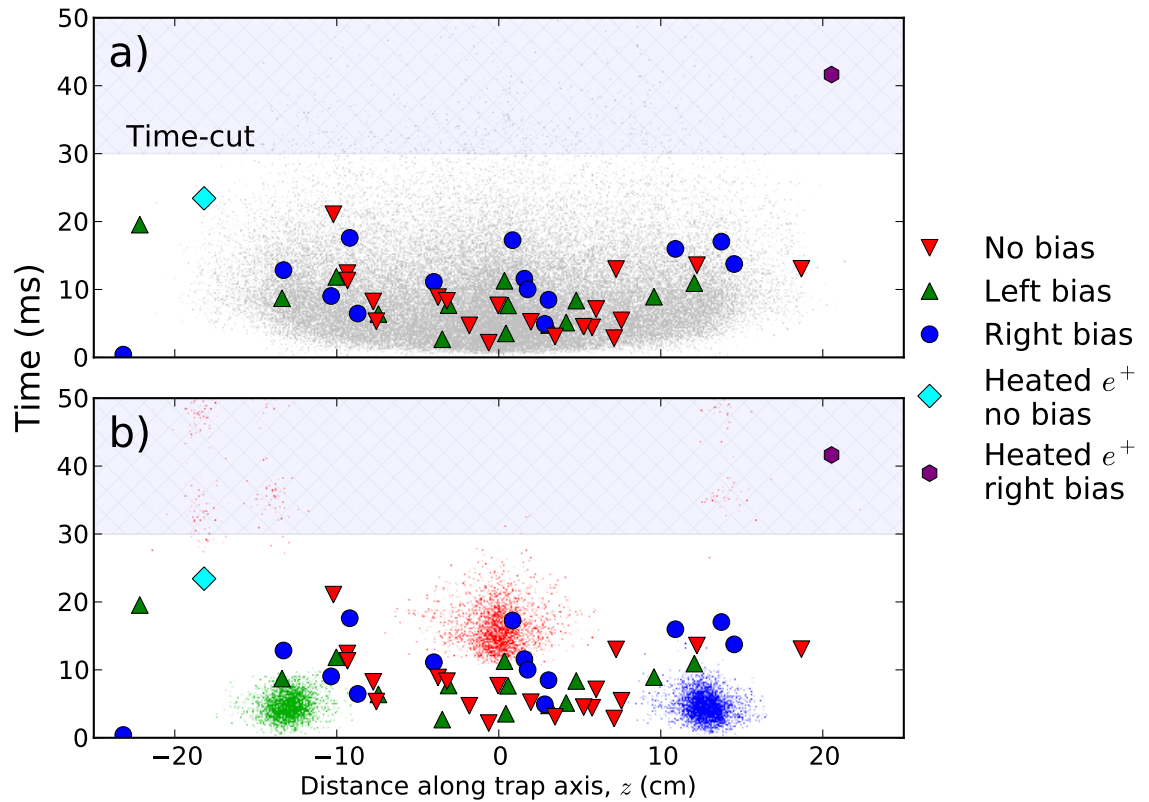 50
a)
40
Time-cut
30
20
10
0
Time (ms)
50
b)
40
30
20
10
0
−20 −10 0 10 20
Distance along trap axis, z (cm)
No bias
Left bias
Right bias
Heated e⁺
no bias
Heated e⁺
right bias